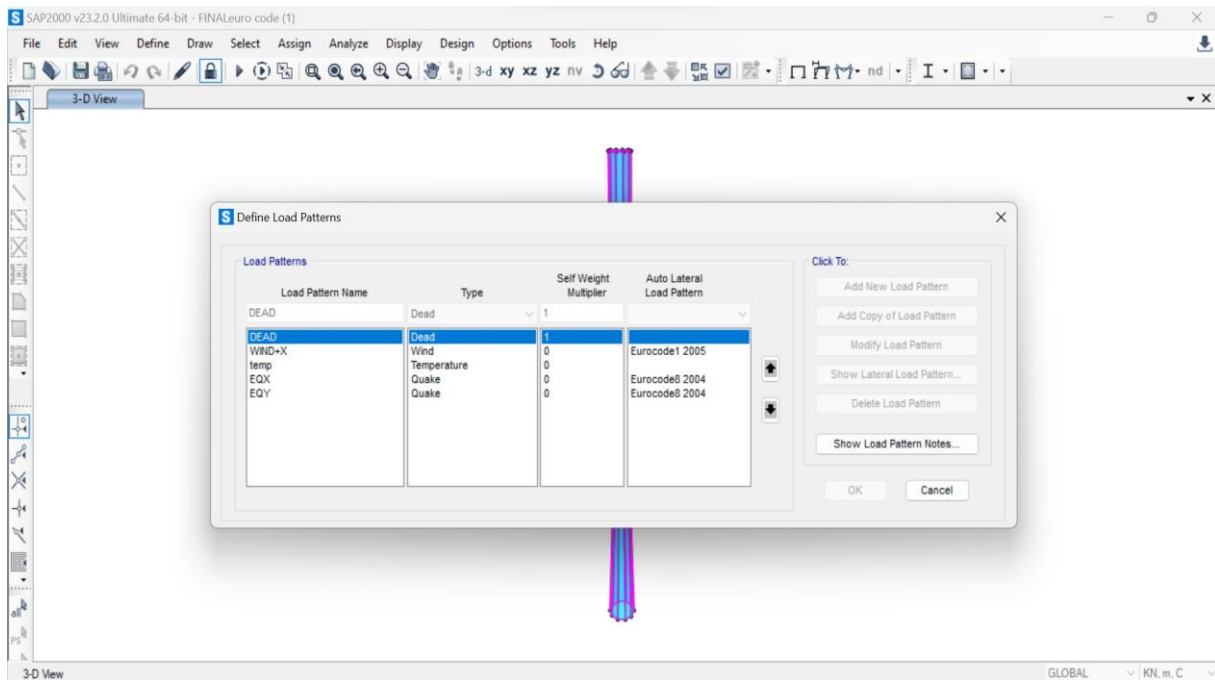 SAP2000 v23.2.0 Ultimate 64-bit - FINALeuro code (1)
File Edit View Define Draw Select Assign Analyze Display Design Options Tools Help
3-d xy xz yz nv nd
3-D View
Define Load Patterns
Load Patterns
Click To:
Load Pattern Name Type Self Weight Multiplier Auto Lateral Load Pattern
DEAD Dead 1
DEAD Dead 1
WIND+X Wind 0 Eurocode1 2005
temp Temperature 0
EQX Quake 0 Eurocode8 2004
EQY Quake 0 Eurocode8 2004
Add New Load Pattern
Add Copy of Load Pattern
Modify Load Pattern
Show Lateral Load Pattern...
Delete Load Pattern
Show Load Pattern Notes...
OK Cancel
all
PS
3-D View GLOBAL KN, m, C